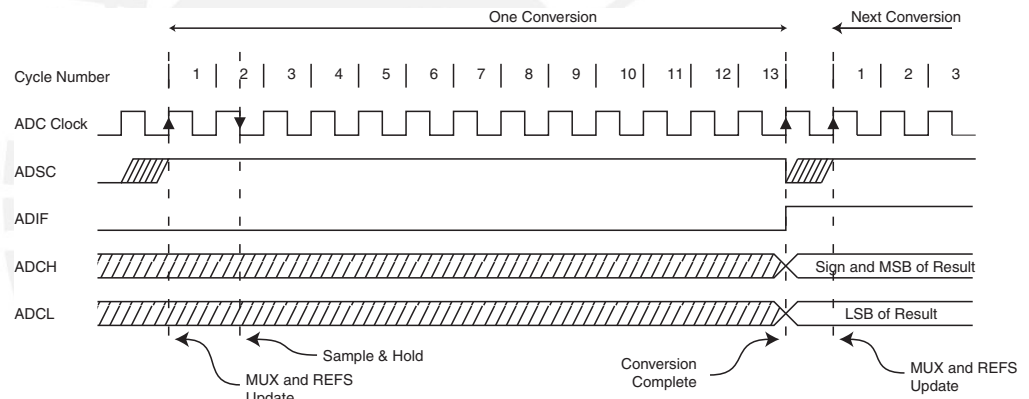 One Conversion
Next Conversion
Cycle Number 1 2 3 4 5 6 7 8 9 10 11 12 13 1 2 3
ADC Clock
ADSC
ADIF
ADCH Sign and MSB of Result
ADCL LSB of Result
Sample & Hold
MUX and REFS
Update
Conversion
Complete
MUX and REFS
Update